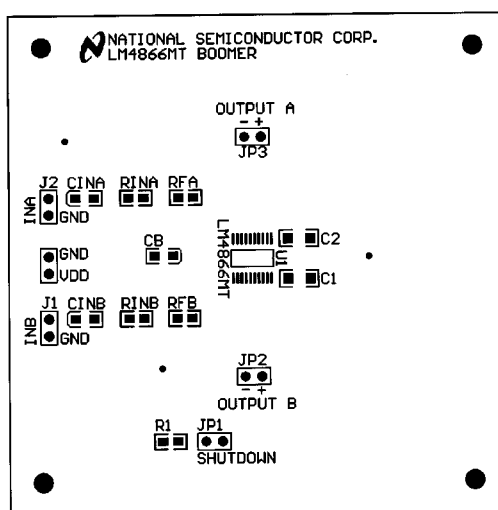 NATIONAL SEMICONDUCTOR CORP.
LM4866MT BOOMER
OUTPUT A
- +
JP3
J2 CINA RINA RFA
INA
GND
GND
VDD
CB
LM4866MT
U1
C2
C1
J1 CINB RINB RFB
INB
GND
JP2
- +
OUTPUT B
R1 JP1
SHUTDOWN